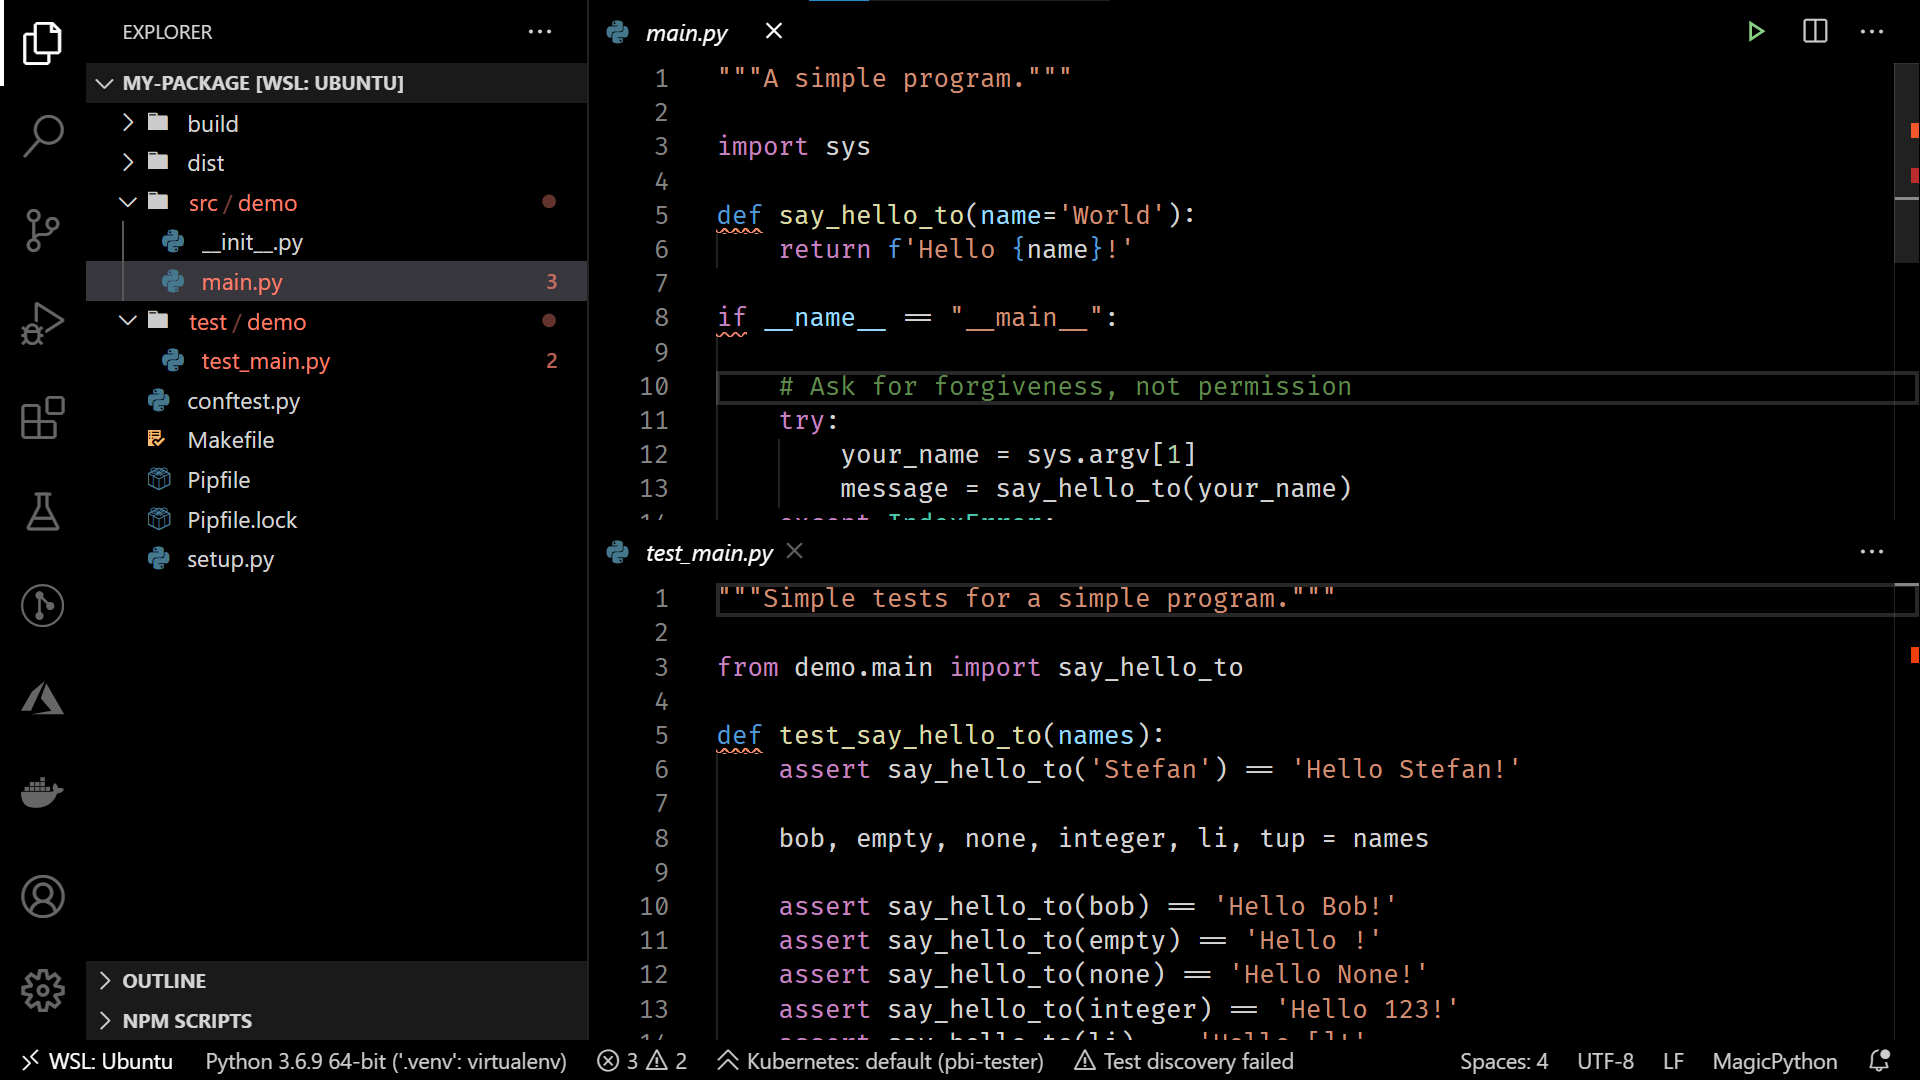 EXPLORER
MY-PACKAGE [WSL: UBUNTU]
build
dist
src / demo
__init__.py
main.py 3
test / demo
test_main.py 2
conftest.py
Makefile
Pipfile
Pipfile.lock
setup.py
OUTLINE
NPM SCRIPTS
main.py
1 """A simple program."""
2
3 import sys
4
5 def say_hello_to(name='World'):
6 return f'Hello {name}!'
7
8 if __name__ == "__main__":
9
10 # Ask for forgiveness, not permission
11 try:
12 your_name = sys.argv[1]
13 message = say_hello_to(your_name)
14 except IndexError:
test_main.py
1 """Simple tests for a simple program."""
2
3 from demo.main import say_hello_to
4
5 def test_say_hello_to(names):
6 assert say_hello_to('Stefan') == 'Hello Stefan!'
7
8 bob, empty, none, integer, li, tup = names
9
10 assert say_hello_to(bob) == 'Hello Bob!'
11 assert say_hello_to(empty) == 'Hello !'
12 assert say_hello_to(none) == 'Hello None!'
13 assert say_hello_to(integer) == 'Hello 123!'
14 assert say_hello_to(li) == 'Hello []!'
WSL: Ubuntu Python 3.6.9 64-bit ('.venv': virtualenv) 3 2 Kubernetes: default (pbi-tester) Test discovery failed Spaces: 4 UTF-8 LF MagicPython